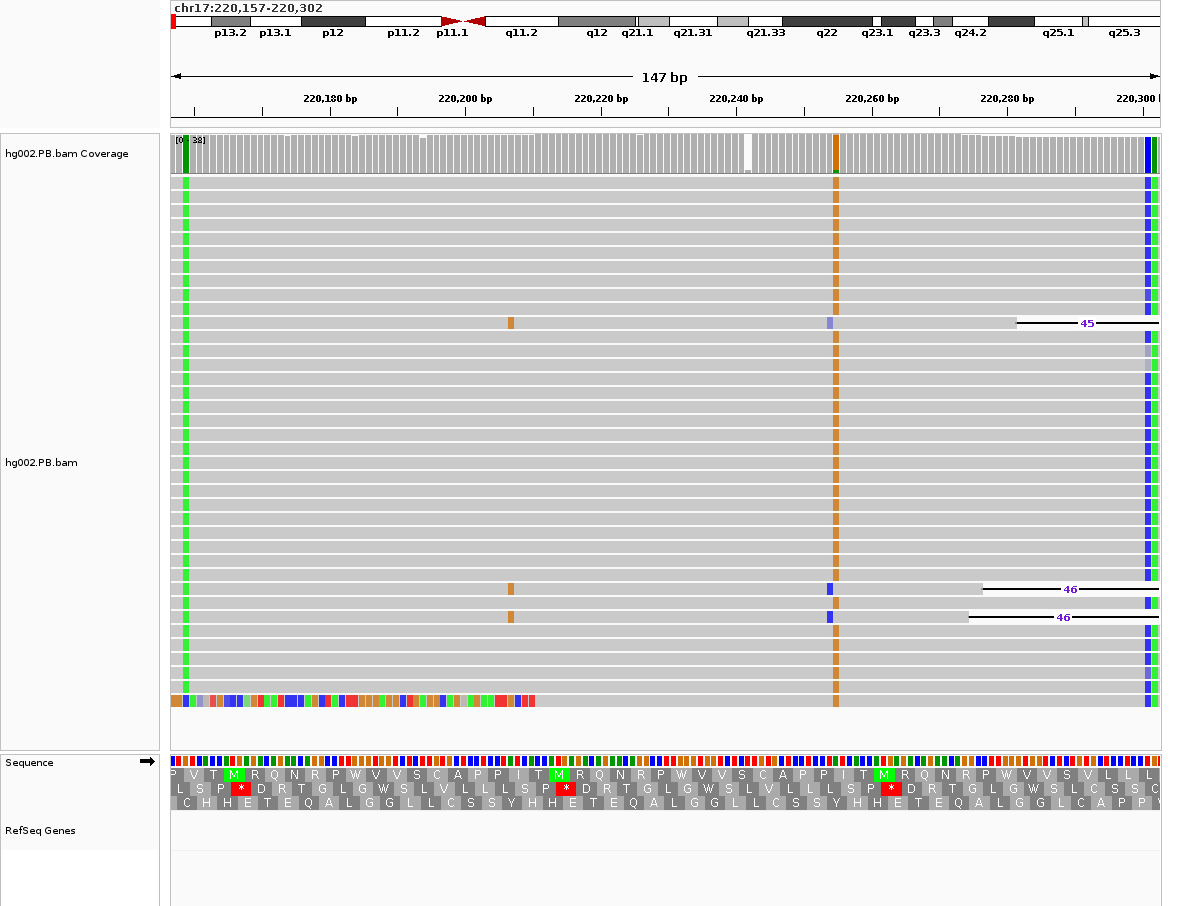 chr17:220,157-220,302
p13.2 p13.1 p12 p11.2 p11.1 q11.2 q12 q21.1 q21.31 q21.33 q22 q23.1 q23.3 q24.2 q25.1 q25.3
147 bp
220,180 bp 220,200 bp 220,220 bp 220,240 bp 220,260 bp 220,280 bp 220,300
hg002.PB.bam Coverage
45
hg002.PB.bam
46
46
Sequence
P V T M R Q N R P W V V S C A P P I T M R Q N R P W V V S C A P P I T M R Q N R P W V V S V L L L
L S P * D R T G L G W S L V L L L S P * D R T G L G W S L V L L L S P * D R T G L G W S L C S S C
C H H E T E Q A L G G L L C S S Y H H E T E Q A L G G L L C S S Y H H E T E Q A L G G L C A P P
RefSeq Genes